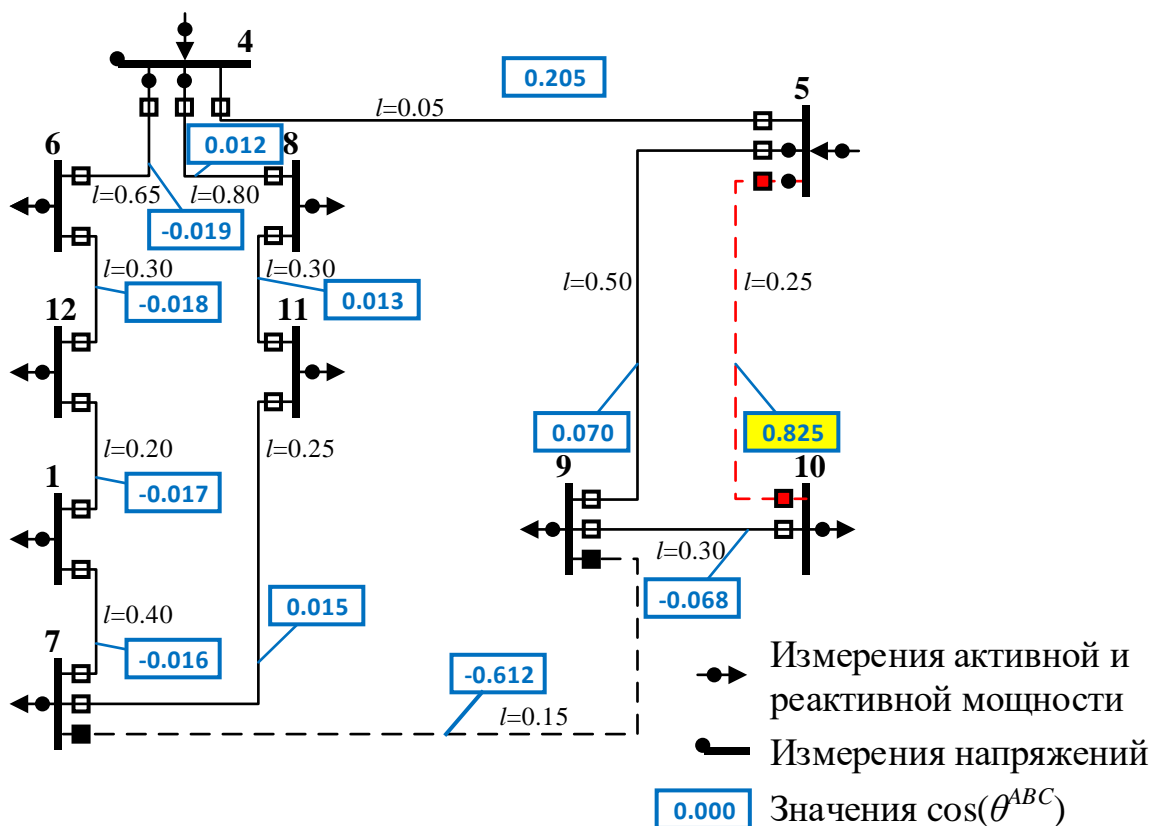 4
0.205
5
l=0.05
6
0.012
8
l=0.65
l=0.80
-0.019
l=0.30
l=0.30
l=0.50
l=0.25
-0.018
0.013
12
11
0.070
0.825
l=0.20
l=0.25
9
10
1
-0.017
l=0.30
-0.068
l=0.40
0.015
7
-0.016
-0.612
l=0.15
Измерения активной и
реактивной мощности
Измерения напряжений
0.000 Значения cos(θ^ABC)